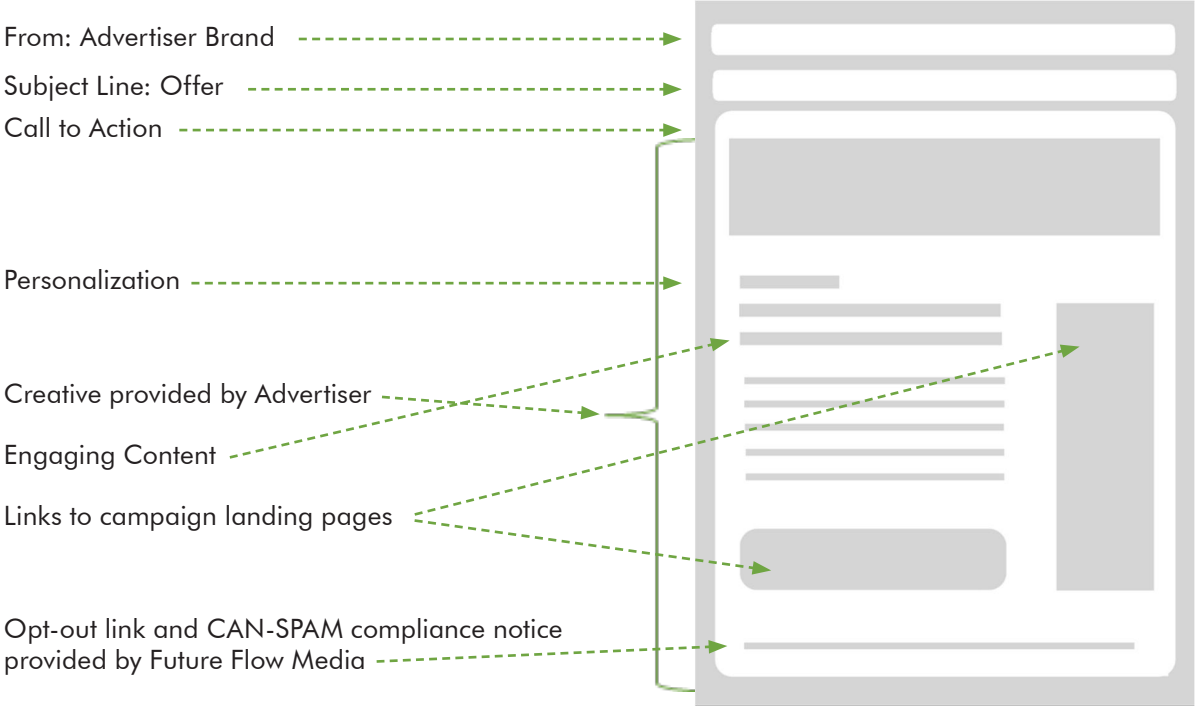 From: Advertiser Brand
Subject Line: Offer
Call to Action
Personalization
Creative provided by Advertiser
Engaging Content
Links to campaign landing pages
Opt-out link and CAN-SPAM compliance notice
provided by Future Flow Media